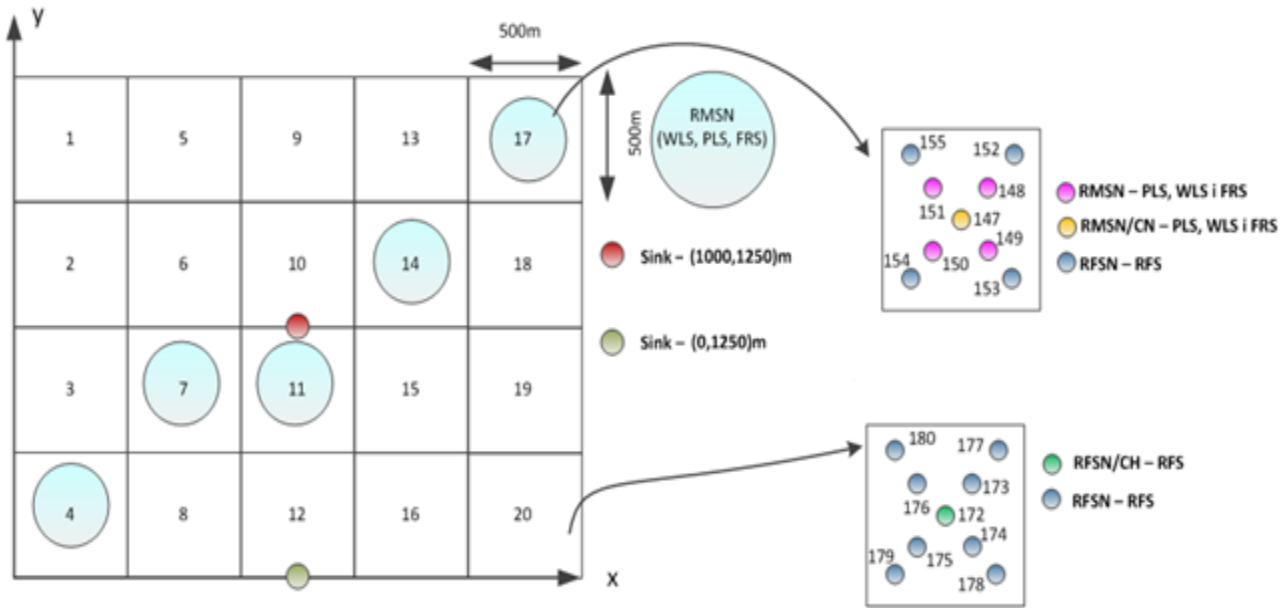 y
500m
1 5 9 13 17
500m
RMSN
(WLS, PLS, FRS)
2 6 10 14 18
Sink – (1000,1250)m
Sink – (0,1250)m
3 7 11 15 19
4 8 12 16 20
x
155 152
148
151 147
149
154 150
153
RMSN – PLS, WLS i FRS
RMSN/CN – PLS, WLS i FRS
RFSN – RFS
180 177
173
176 172
174
179 175
178
RFSN/CH – RFS
RFSN – RFS